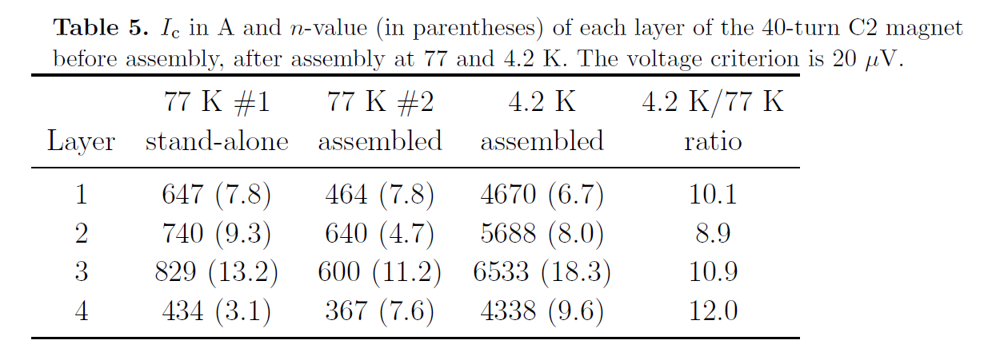 Table 5. Ic in A and n-value (in parentheses) of each layer of the 40-turn C2 magnet
before assembly, after assembly at 77 and 4.2 K. The voltage criterion is 20 μV.
77 K #1 77 K #2 4.2 K 4.2 K/77 K
Layer stand-alone assembled assembled ratio
1 647 (7.8) 464 (7.8) 4670 (6.7) 10.1
2 740 (9.3) 640 (4.7) 5688 (8.0) 8.9
3 829 (13.2) 600 (11.2) 6533 (18.3) 10.9
4 434 (3.1) 367 (7.6) 4338 (9.6) 12.0